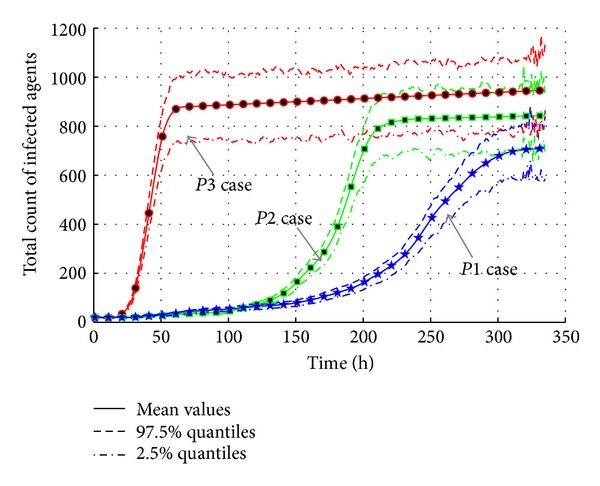 1200
1000
800
600
400
200
0
Total count of infected agents
P3 case
P2 case
P1 case
0 50 100 150 200 250 300 350
Time (h)
Mean values
97.5% quantiles
2.5% quantiles